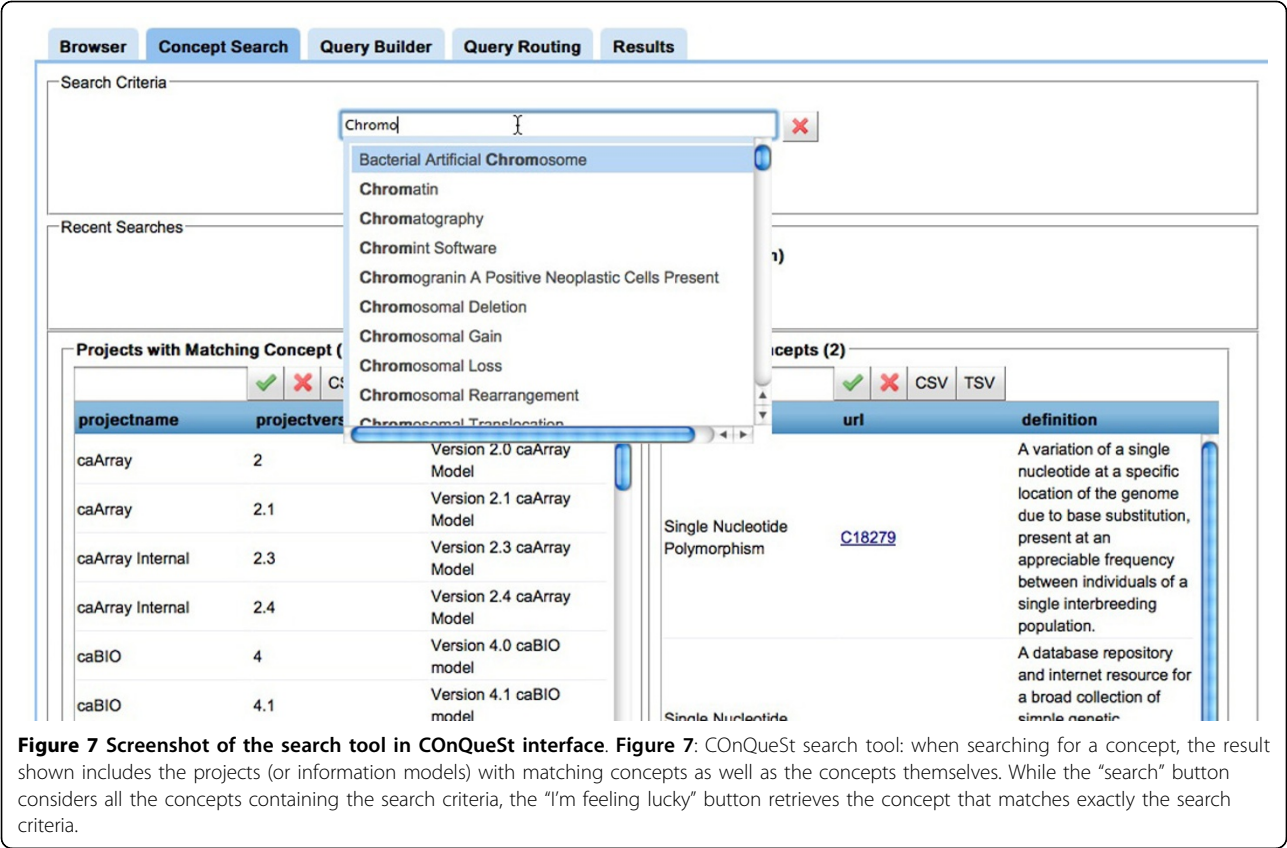 Browser Concept Search Query Builder Query Routing Results
Search Criteria
Chromo
Bacterial Artificial Chromosome
Chromatin
Chromatography
Chromint Software
Chromogranin A Positive Neoplastic Cells Present
Chromosomal Deletion
Chromosomal Gain
Chromosomal Loss
Chromosomal Rearrangement
Chromosomal Translocation
Recent Searches
)
Projects with Matching Concept (
projectname projectvers
caArray 2 Version 2.0 caArray
Model
caArray 2.1 Version 2.1 caArray
Model
caArray Internal 2.3 Version 2.3 caArray
Model
caArray Internal 2.4 Version 2.4 caArray
Model
caBIO 4 Version 4.0 caBIO
model
caBIO 4.1 Version 4.1 caBIO
model
cepts (2)
CSV TSV
url definition
Single Nucleotide
Polymorphism
C18279
A variation of a single
nucleotide at a specific
location of the genome
due to base substitution,
present at an
appreciable frequency
between individuals of a
single interbreeding
population.
Single Nucleotide
A database repository
and internet resource for
a broad collection of
simple genetic
Figure 7 Screenshot of the search tool in COnQueSt interface. Figure 7: COnQueSt search tool: when searching for a concept, the result
shown includes the projects (or information models) with matching concepts as well as the concepts themselves. While the “search” button
considers all the concepts containing the search criteria, the “I’m feeling lucky” button retrieves the concept that matches exactly the search
criteria.